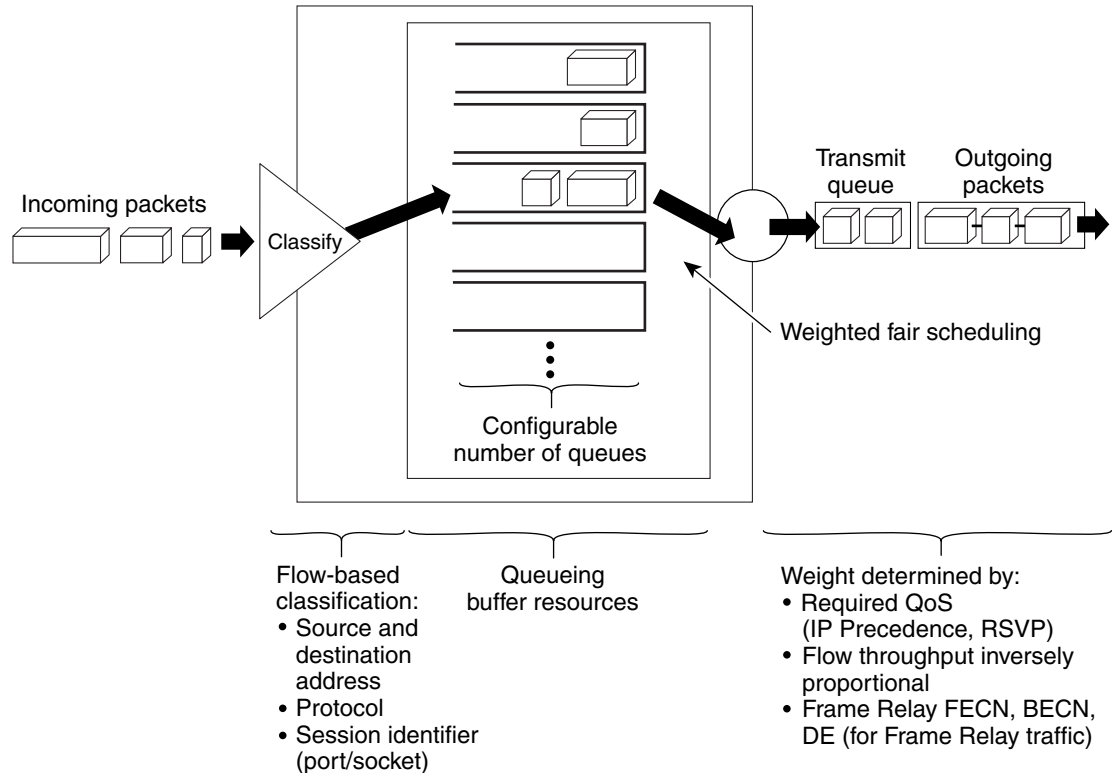 Incoming packets
Classify
Transmit
queue
Outgoing
packets
Weighted fair scheduling
Configurable
number of queues
Flow-based
classification:
• Source and
destination
address
• Protocol
• Session identifier
(port/socket)
Queueing
buffer resources
Weight determined by:
• Required QoS
(IP Precedence, RSVP)
• Flow throughput inversely
proportional
• Frame Relay FECN, BECN,
DE (for Frame Relay traffic)